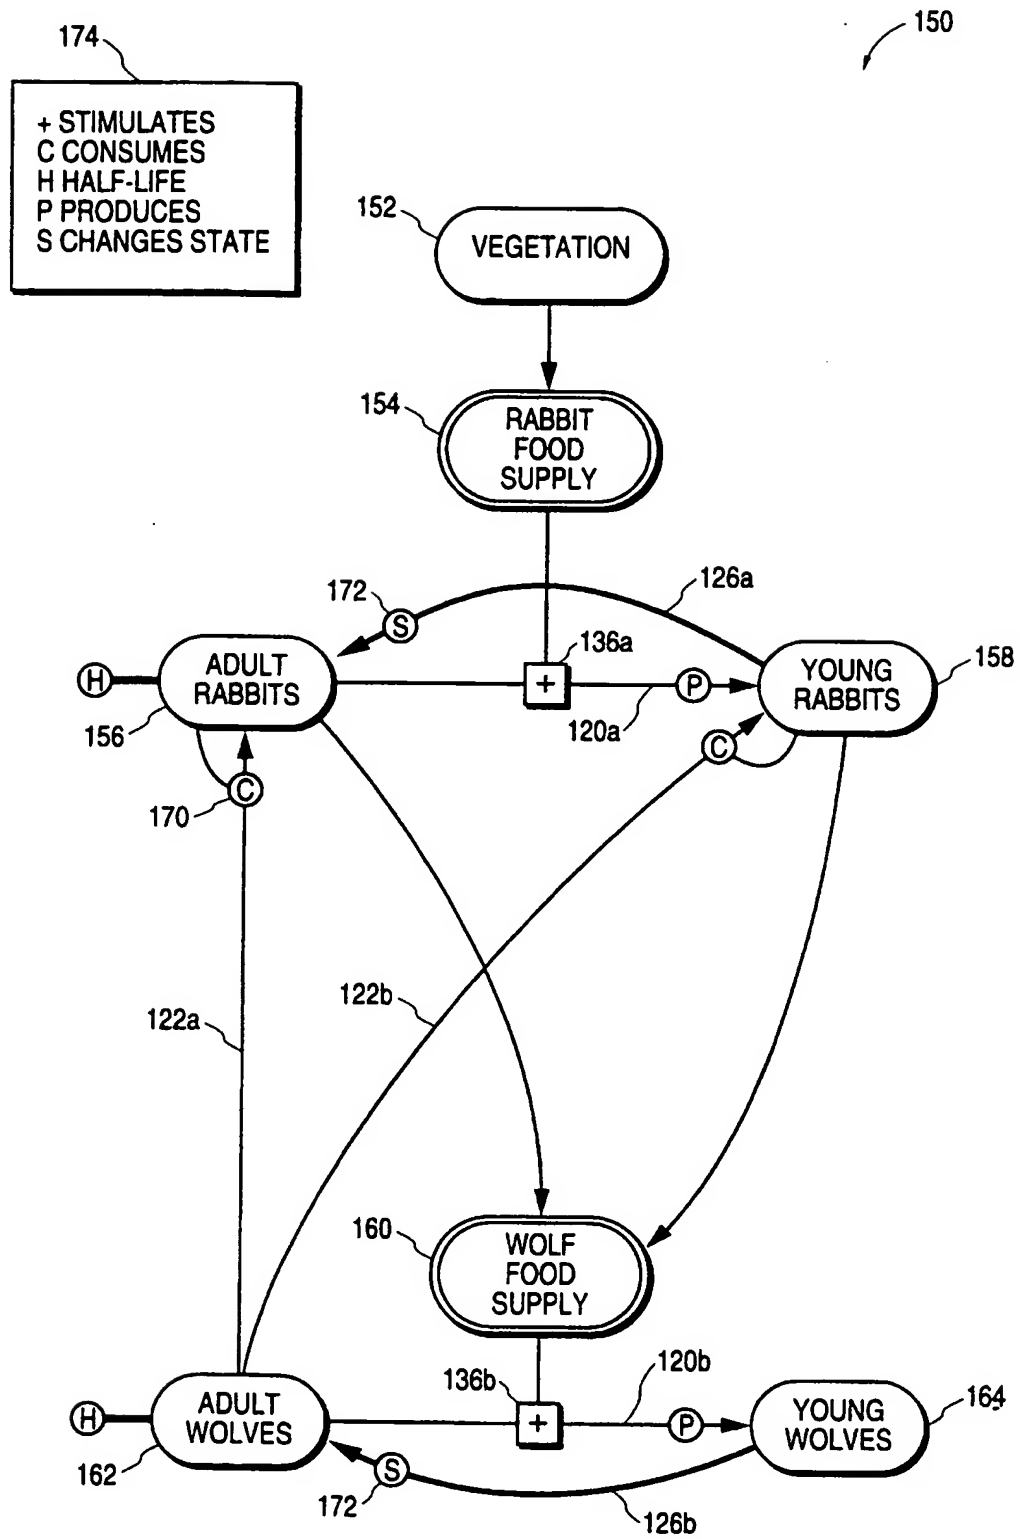 150
174
+ STIMULATES
C CONSUMES
H HALF-LIFE
P PRODUCES
S CHANGES STATE
152
VEGETATION
154
RABBIT
FOOD
SUPPLY
126a
172
S
136a
H
ADULT
RABBITS
+
P
YOUNG
RABBITS
158
156
120a
C
C
170
122a
122b
160
WOLF
FOOD
SUPPLY
136b
120b
H
ADULT
WOLVES
+
P
YOUNG
WOLVES
164
162
S
172
126b